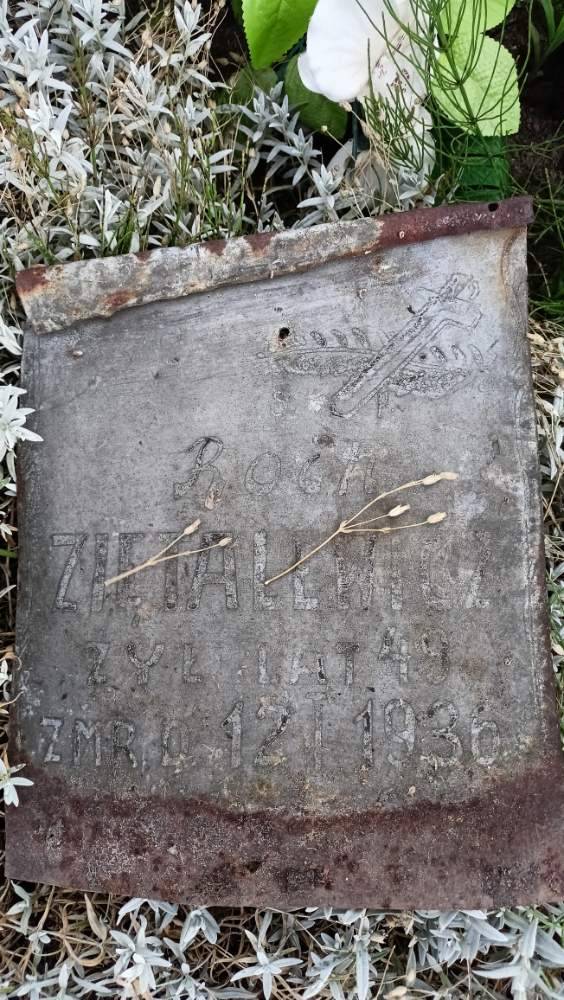 Ś P
Roch
ZIĘTALEWICZ
ŻYŁ LAT 49
ZMR. D. 12 I 1936